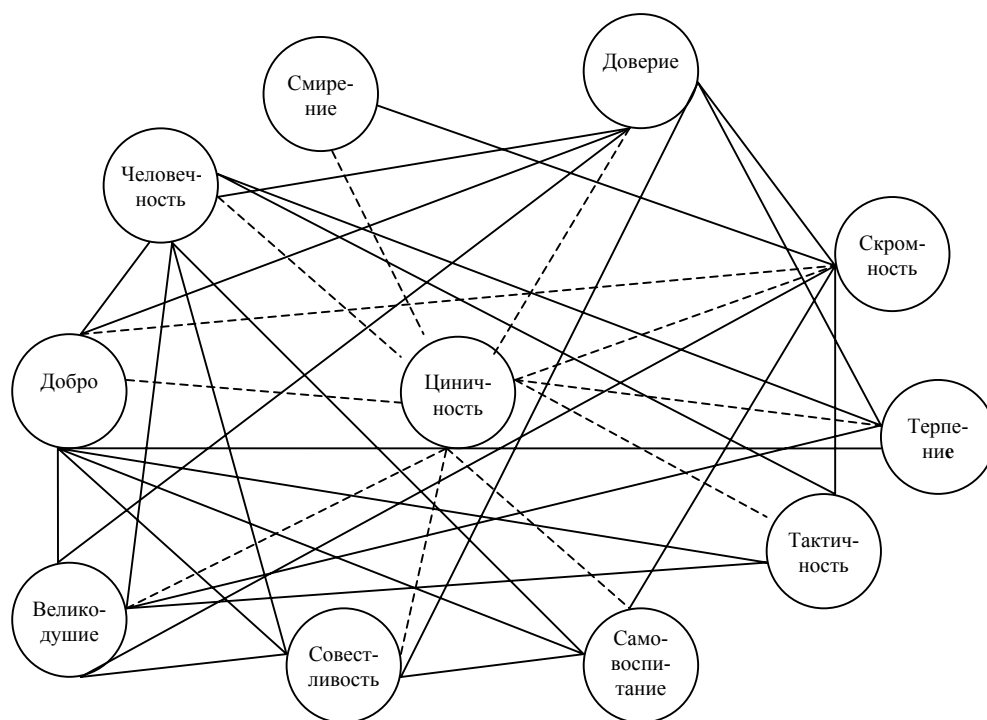 Доверие
Смире-
ние
Человеч-
ность
Скром-
ность
Добро
Цинич-
ность
Терпе-
ние
Тактич-
ность
Велико-
душие
Совест-
ливость
Само-
воспи-
тание